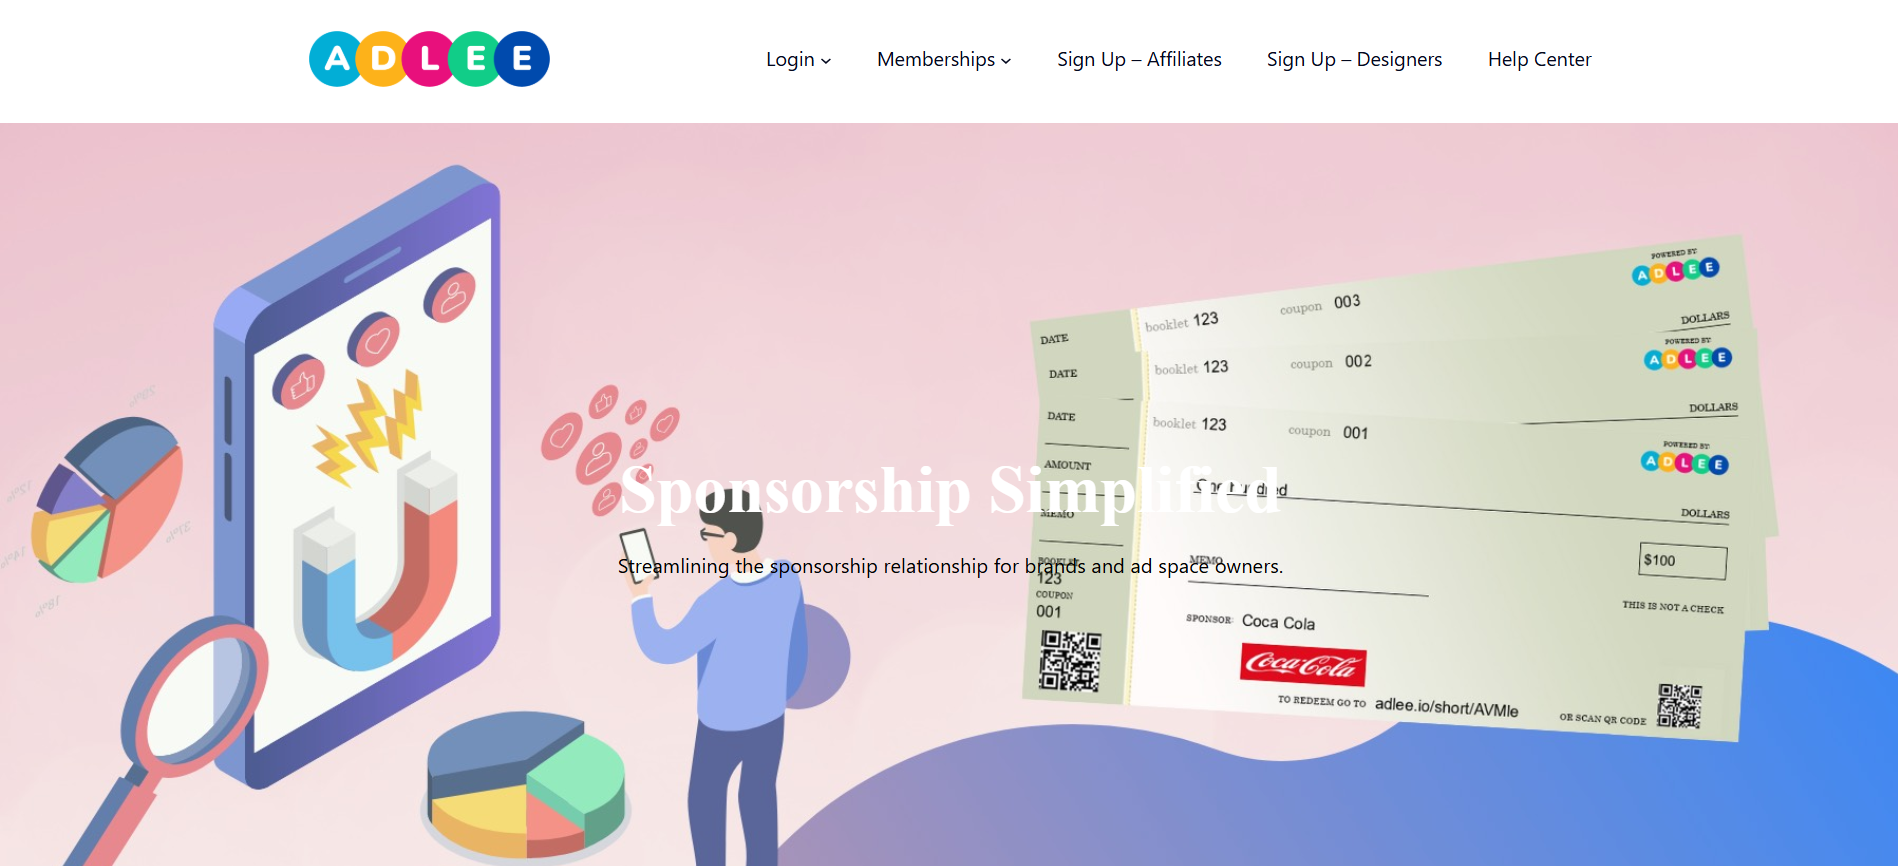 ADLEE
Login
Memberships
Sign Up – Affiliates
Sign Up – Designers
Help Center
POWERED BY:
ADLEE
DATE
booklet 123
coupon 003
DOLLARS
POWERED BY:
ADLEE
DATE
booklet 123
coupon 002
DOLLARS
DATE
booklet 123
coupon 001
POWERED BY:
ADLEE
AMOUNT
Sponsorship Simplified
One hundred
MEMO
DOLLARS
Streamlining the sponsorship relationship for brands and ad space owners.
MEMO
$100
BOOKLET
123
COUPON
001
THIS IS NOT A CHECK
SPONSOR: Coca Cola
Coca-Cola
TO REDEEM GO TO adlee.io/short/AVMle
OR SCAN QR CODE